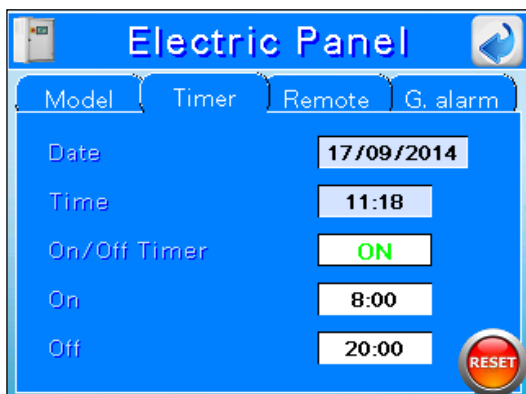 Electric Panel
Model Timer Remote G. alarm
Date 17/09/2014
Time 11:18
On/Off Timer ON
On 8:00
Off 20:00
RESET